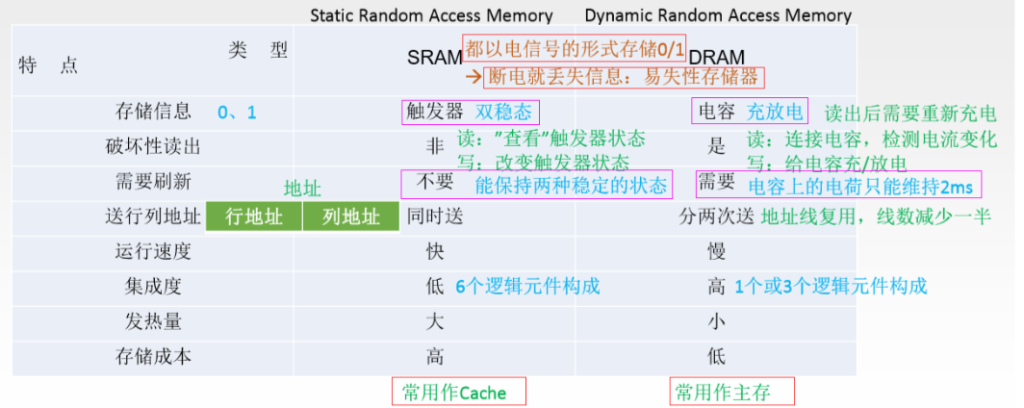 Static Random Access Memory Dynamic Random Access Memory
类 型
特 点
SRAM 都以电信号的形式存储0/1 DRAM
→断电就丢失信息：易失性存储器
存储信息 0、1 触发器 双稳态 电容 充放电 读出后需要重新充电
破坏性读出 非 读："查看"触发器状态 是 读：连接电容，检测电流变化
写：改变触发器状态 写：给电容充/放电
需要刷新 地址 不要 能保持两种稳定的状态 需要 电容上的电荷只能维持2ms
送行列地址 行地址 列地址 同时送 分两次送 地址线复用，线数减少一半
运行速度 快 慢
集成度 低 6个逻辑元件构成 高 1个或3个逻辑元件构成
发热量 大 小
存储成本 高 低
常用作Cache 常用作主存